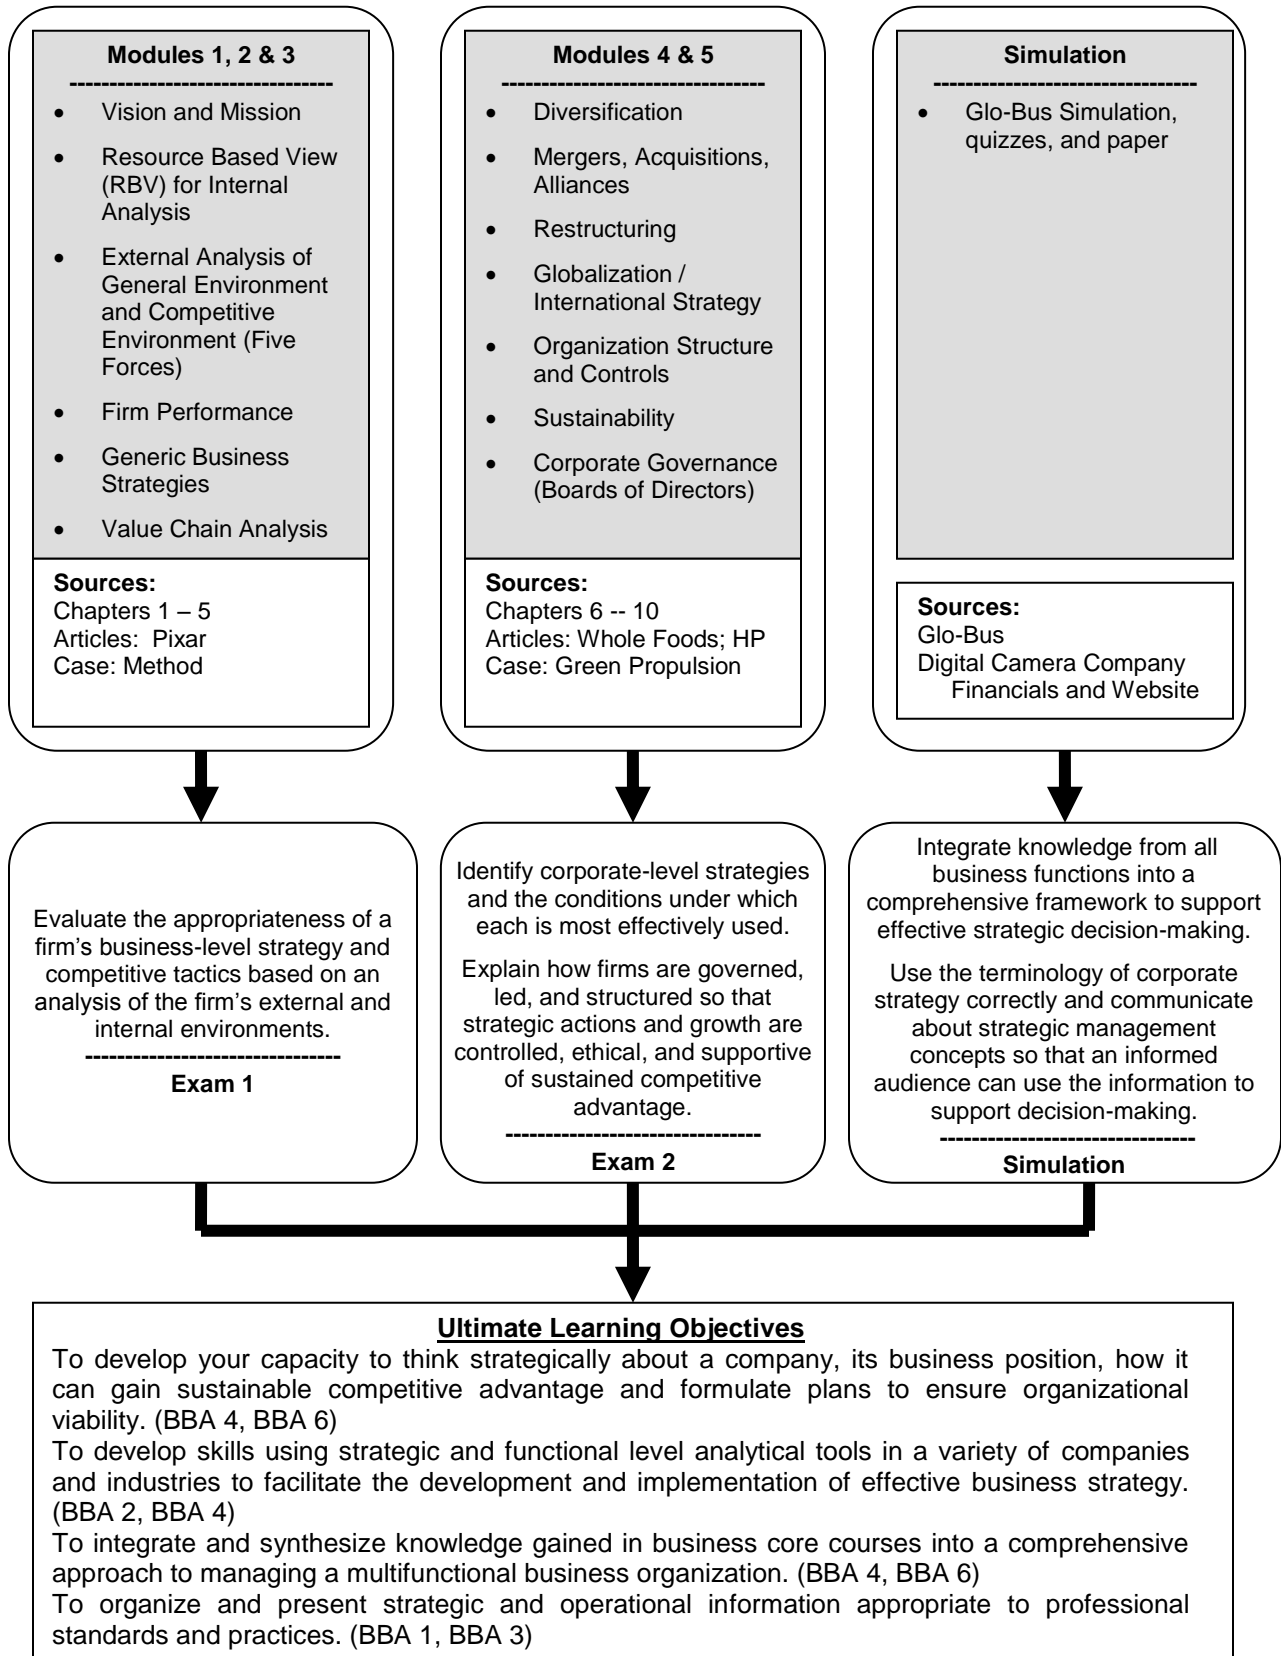 Modules 1, 2 & 3
---------------------------------
• Vision and Mission
• Resource Based View
(RBV) for Internal
Analysis
• External Analysis of
General Environment
and Competitive
Environment (Five
Forces)
• Firm Performance
• Generic Business
Strategies
• Value Chain Analysis
Sources:
Chapters 1 – 5
Articles:  Pixar
Case: Method
Modules 4 & 5
---------------------------------
• Diversification
• Mergers, Acquisitions,
Alliances
• Restructuring
• Globalization /
International Strategy
• Organization Structure
and Controls
• Sustainability
• Corporate Governance
(Boards of Directors)
Sources:
Chapters 6 -- 10
Articles: Whole Foods; HP
Case: Green Propulsion
Simulation
---------------------------------
• Glo-Bus Simulation,
quizzes, and paper
Sources:
Glo-Bus
Digital Camera Company
Financials and Website
Evaluate the appropriateness of a
firm’s business-level strategy and
competitive tactics based on an
analysis of the firm’s external and
internal environments.
--------------------------------
Exam 1
Identify corporate-level strategies
and the conditions under which
each is most effectively used.
Explain how firms are governed,
led, and structured so that
strategic actions and growth are
controlled, ethical, and supportive
of sustained competitive
advantage.
--------------------------------
Exam 2
Integrate knowledge from all
business functions into a
comprehensive framework to support
effective strategic decision-making.
Use the terminology of corporate
strategy correctly and communicate
about strategic management
concepts so that an informed
audience can use the information to
support decision-making.
--------------------------------
Simulation
Ultimate Learning Objectives
To develop your capacity to think strategically about a company, its business position, how it
can gain sustainable competitive advantage and formulate plans to ensure organizational
viability. (BBA 4, BBA 6)
To develop skills using strategic and functional level analytical tools in a variety of companies
and industries to facilitate the development and implementation of effective business strategy.
(BBA 2, BBA 4)
To integrate and synthesize knowledge gained in business core courses into a comprehensive
approach to managing a multifunctional business organization. (BBA 4, BBA 6)
To organize and present strategic and operational information appropriate to professional
standards and practices. (BBA 1, BBA 3)